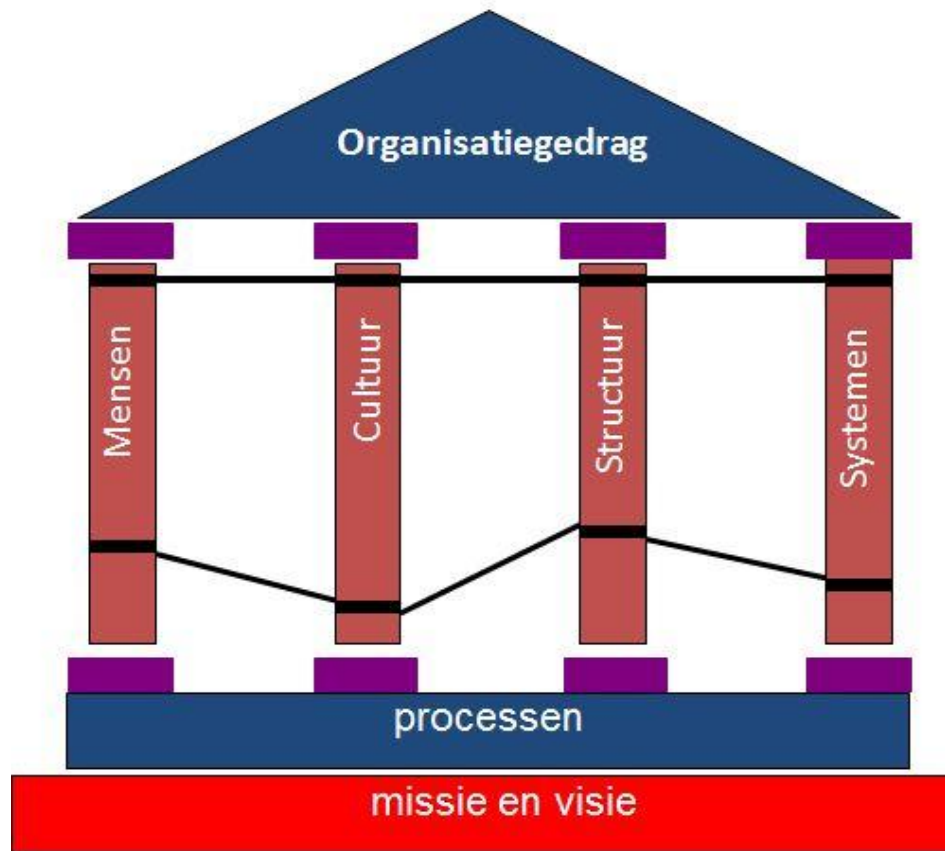 Organisatiegedrag
Mensen
Cultuur
Structuur
Systemen
processen
missie en visie